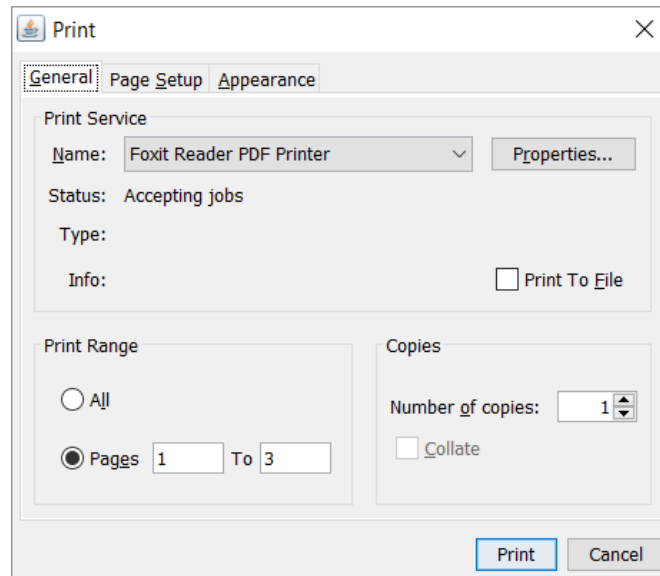 Print
General Page Setup Appearance
Print Service
Name: Foxit Reader PDF Printer Properties...
Status: Accepting jobs
Type:
Info: Print To File
Print Range
All
Pages 1 To 3
Copies
Number of copies: 1
Collate
Print Cancel